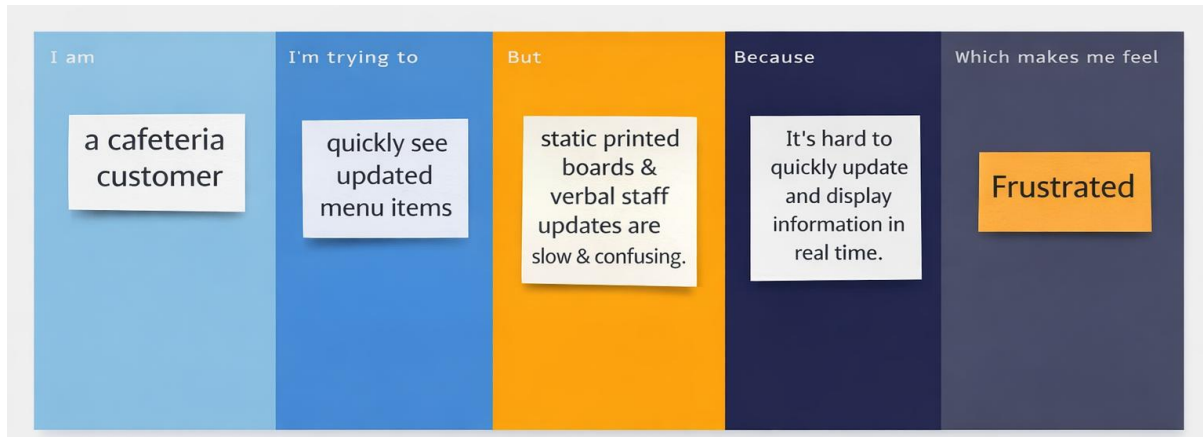 I am
a cafeteria
customer
I'm trying to
quickly see
updated
menu items
But
static printed
boards &
verbal staff
updates are
slow & confusing.
Because
It's hard to
quickly update
and display
information in
real time.
Which makes me feel
Frustrated